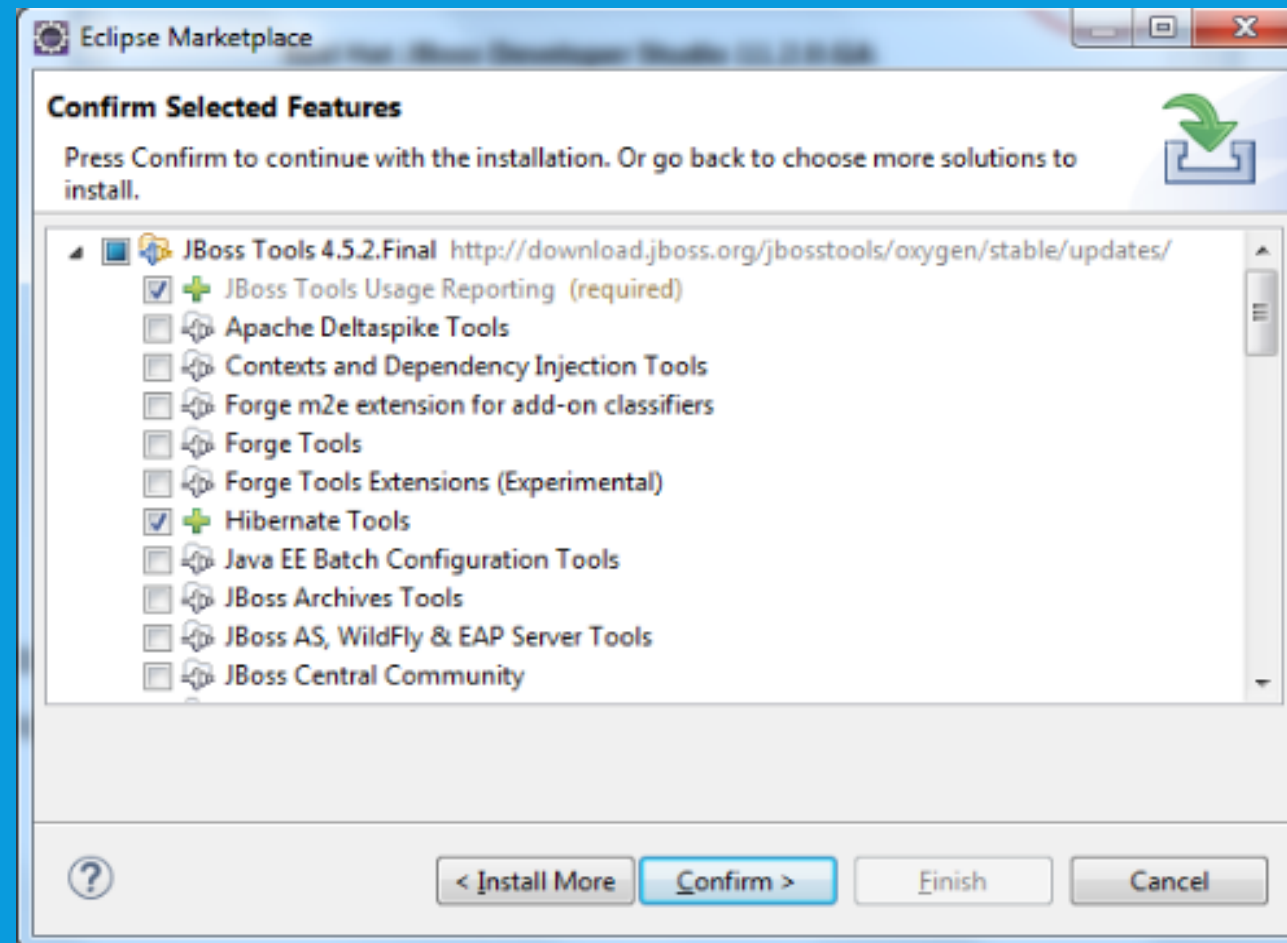 Eclipse Marketplace
Confirm Selected Features
Press Confirm to continue with the installation. Or go back to choose more solutions to
install.
JBoss Tools 4.5.2.Final http://download.jboss.org/jbosstools/oxygen/stable/updates/
JBoss Tools Usage Reporting (required)
Apache Deltaspike Tools
Contexts and Dependency Injection Tools
Forge m2e extension for add-on classifiers
Forge Tools
Forge Tools Extensions (Experimental)
Hibernate Tools
Java EE Batch Configuration Tools
JBoss Archives Tools
JBoss AS, WildFly & EAP Server Tools
JBoss Central Community
? < Install More Confirm > Finish Cancel